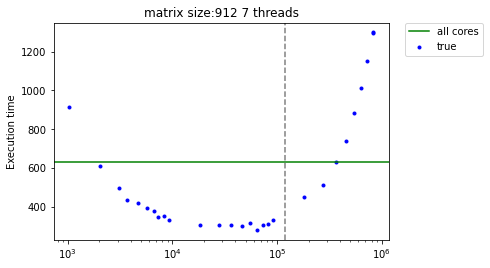 matrix size:912 7 threads
Execution time
1200
1000
800
600
400
10³
10⁴
10⁵
10⁶
all cores
true